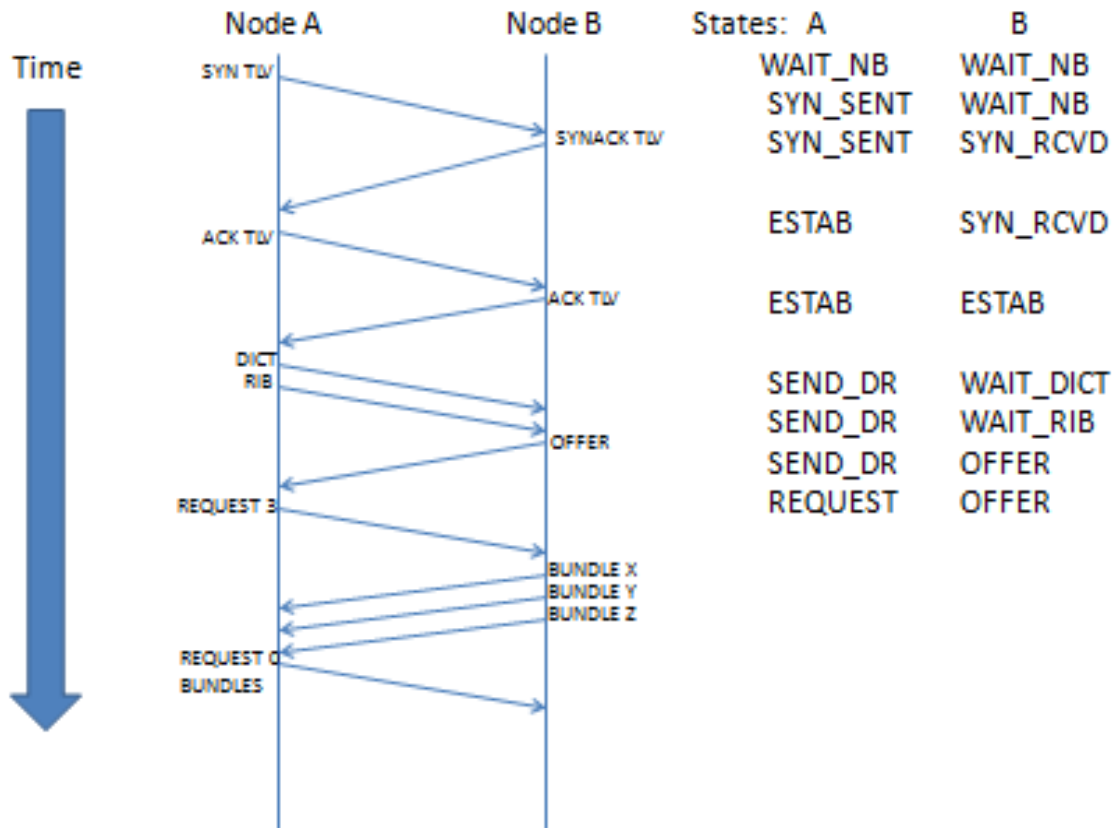 Node A Node B States: A B
Time SYN TLV WAIT_NB WAIT_NB
SYN_SENT WAIT_NB
SYNACK TLV SYN_SENT SYN_RCVD
ACK TLV ESTAB SYN_RCVD
ACK TLV ESTAB ESTAB
DICT
RIB SEND_DR WAIT_DICT
SEND_DR WAIT_RIB
OFFER SEND_DR OFFER
REQUEST 3 REQUEST OFFER
BUNDLE X
BUNDLE Y
BUNDLE Z
REQUEST 0
BUNDLES